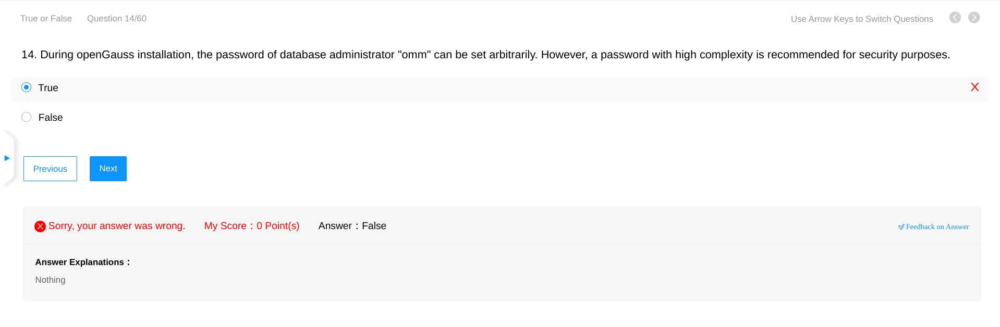 True or False Question 14/60 Use Arrow Keys to Switch Questions
14. During openGauss installation, the password of database administrator "omm" can be set arbitrarily. However, a password with high complexity is recommended for security purposes.
True X
False
Previous Next
Sorry, your answer was wrong. My Score：0 Point(s) Answer：False Feedback on Answer
Answer Explanations：
Nothing